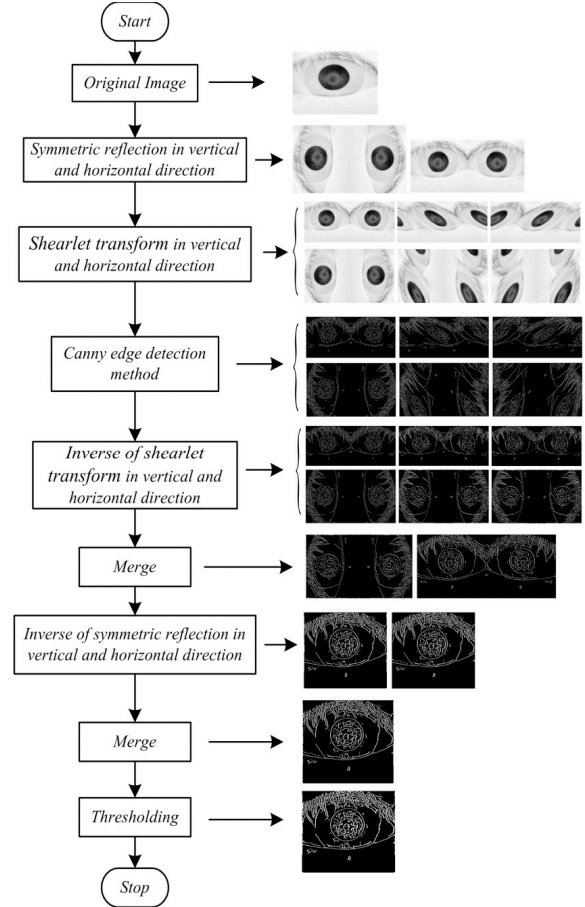 Start
Original Image
Symmetric reflection in vertical
and horizontal direction
Shearlet transform in vertical
and horizontal direction
Canny edge detection
method
Inverse of shearlet
transform in vertical and
horizontal direction
Merge
Inverse of symmetric reflection in
vertical and horizontal direction
Merge
Thresholding
Stop